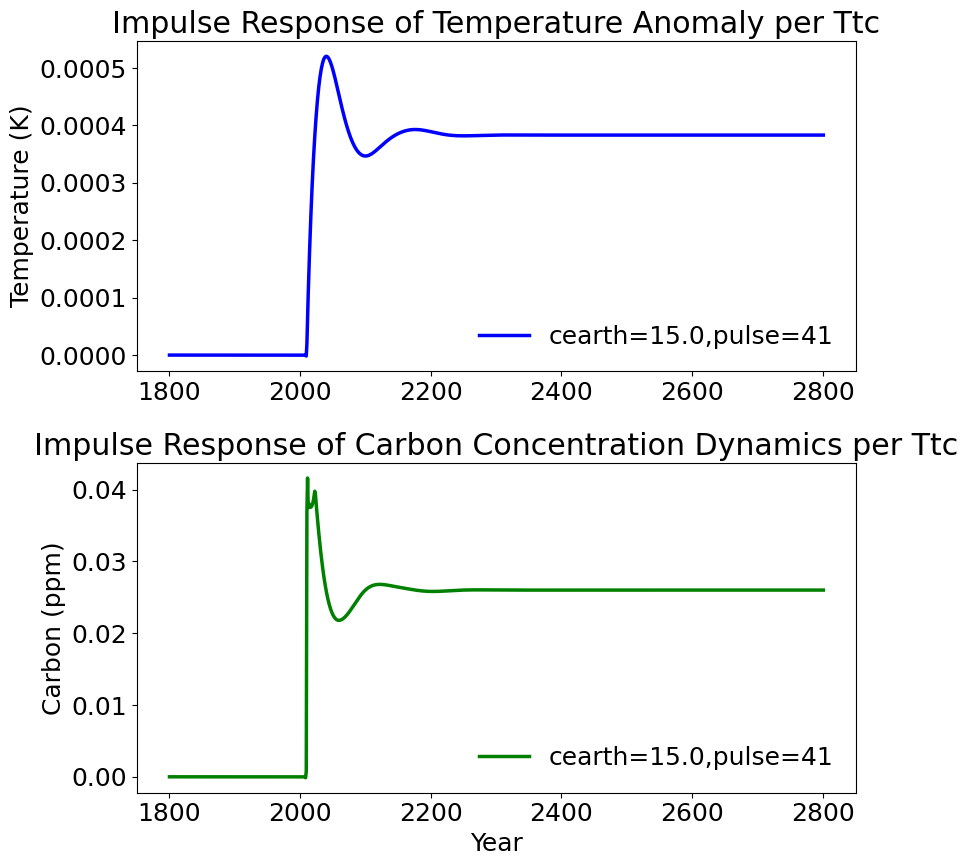 Impulse Response of Temperature Anomaly per Ttc
Temperature (K)
0.0005
0.0004
0.0003
0.0002
0.0001
0.0000
cearth=15.0,pulse=41
1800 2000 2200 2400 2600 2800
Impulse Response of Carbon Concentration Dynamics per Ttc
Carbon (ppm)
0.04
0.03
0.02
0.01
0.00
cearth=15.0,pulse=41
1800 2000 2200 2400 2600 2800
Year